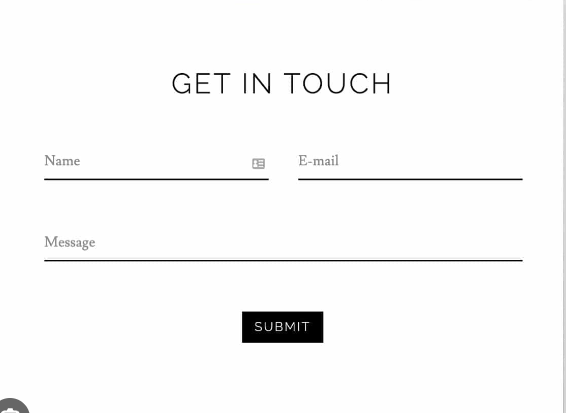 GET IN TOUCH
Name E-mail
Message
SUBMIT